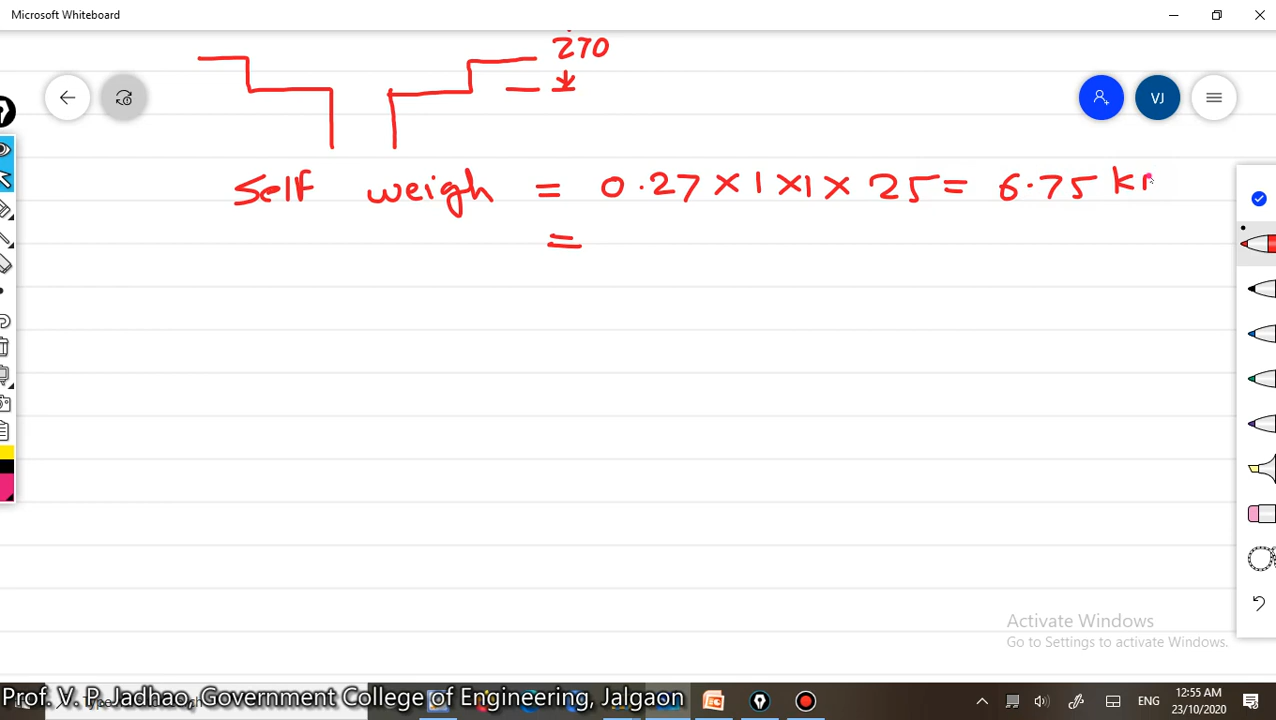 Microsoft Whiteboard
270
VJ
Self weigh = 0.27 × 1 × 1 × 25 = 6.75 k
=
Activate Windows
Go to Settings to activate Windows.
Prof. V. P. Jadhao, Government College of Engineering, Jalgaon
ENG
12:55 AM
23/10/2020